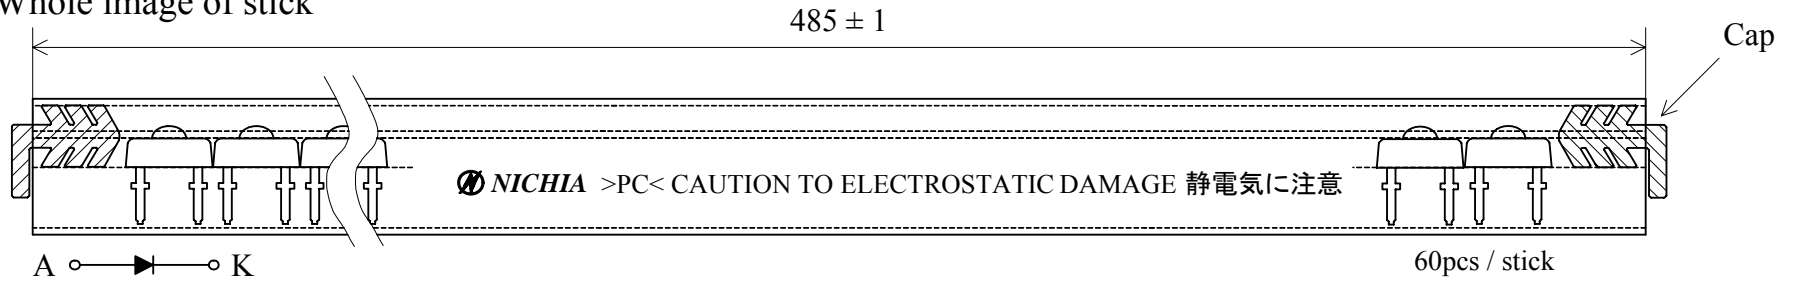 Whole image of stick
485 ± 1
Cap
NICHIA >PC< CAUTION TO ELECTROSTATIC DAMAGE 静電気に注意
A K
60pcs / stick